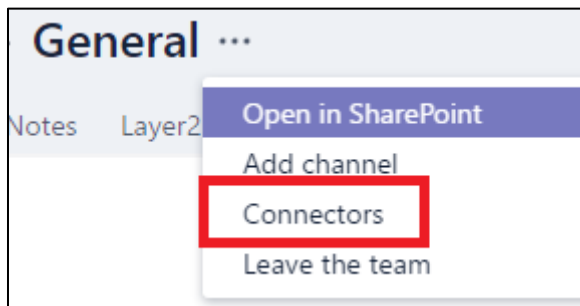 General ...
Notes Layer2
Open in SharePoint
Add channel
Connectors
Leave the team